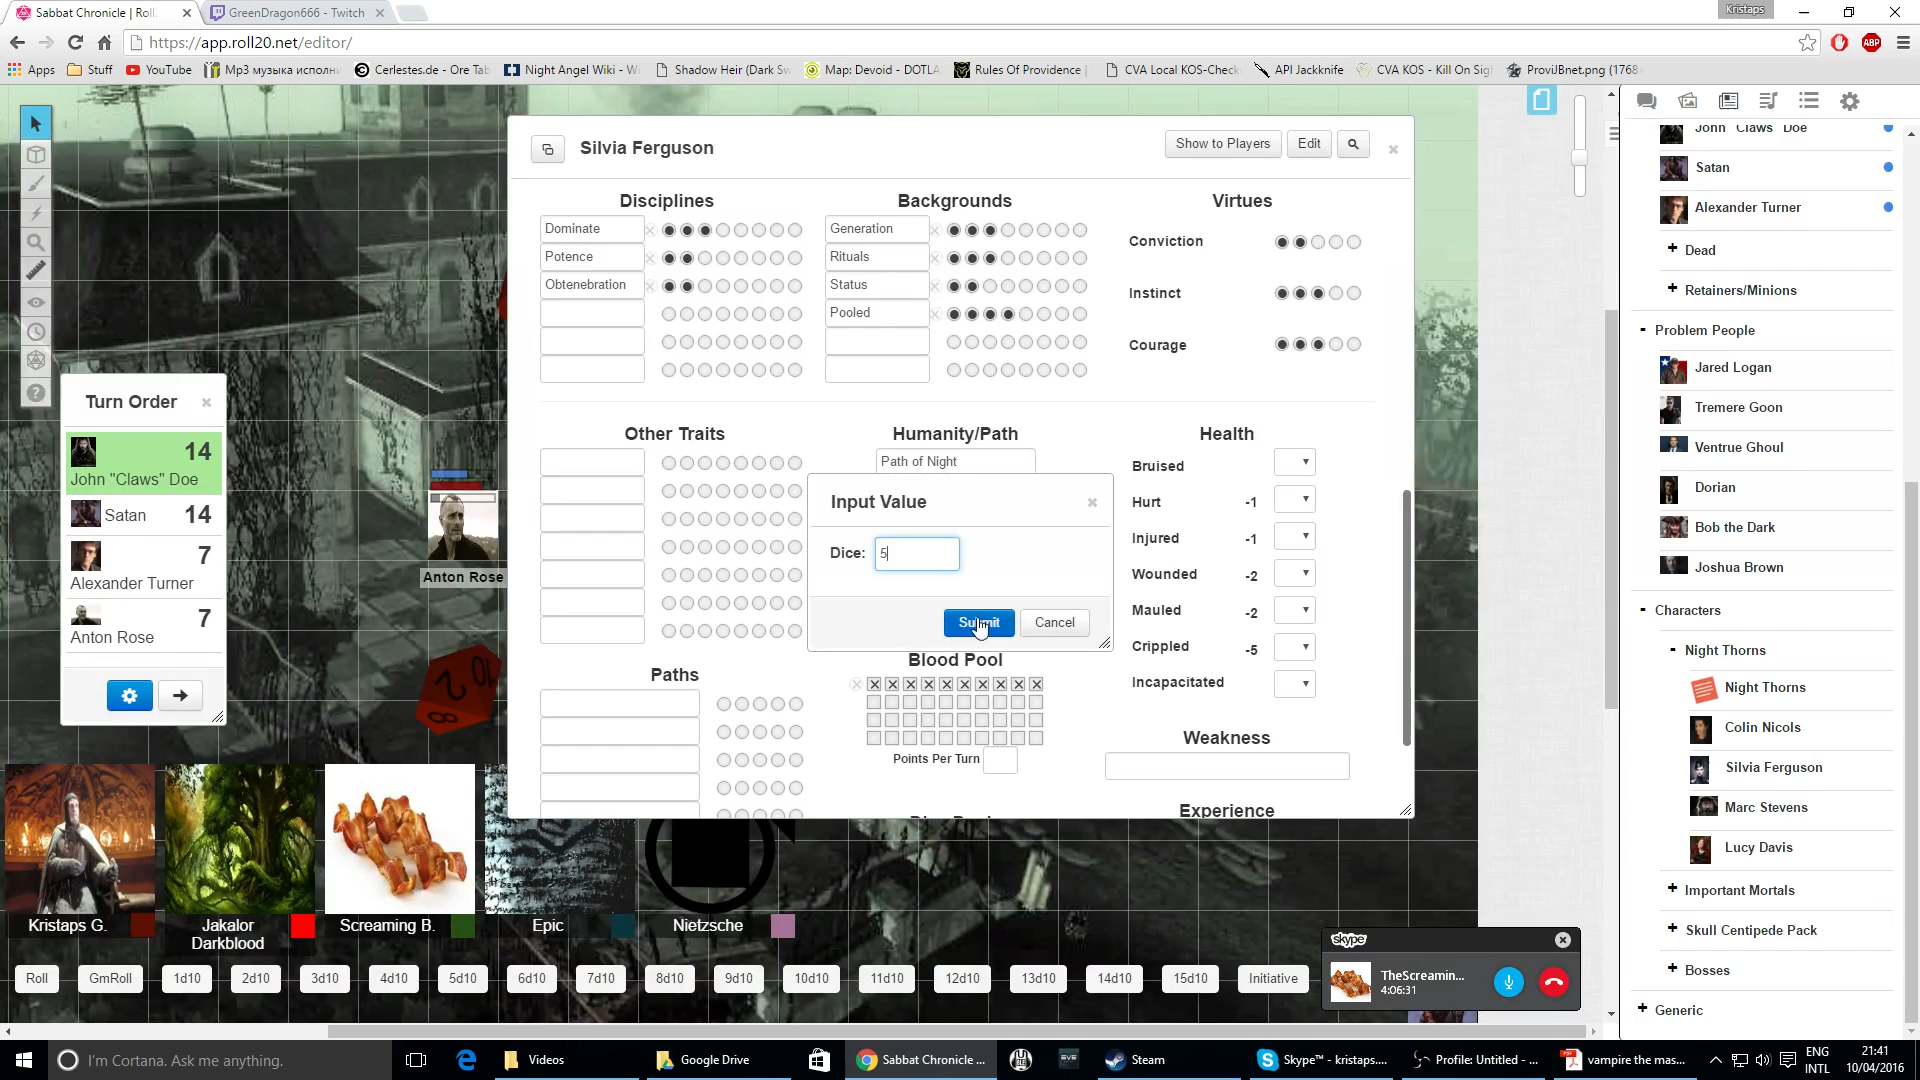 Sabbat Chronicle | Roll
GreenDragon666 - Twitch
Kristaps
https://app.roll20.net/editor/
Apps
Stuff
YouTube
Mp3 музыка исполни
Cerlestes.de - Ore Tab
Night Angel Wiki - Wi
Shadow Heir (Dark Sw
Map: Devoid - DOTLA
Rules Of Providence
CVA Local KOS-Check
API Jackknife
CVA KOS - Kill On Sigh
ProviJBnet.png (1768
Silvia Ferguson
Show to Players
Edit
Disciplines
Dominate
Potence
Obtenebration
Backgrounds
Generation
Rituals
Status
Pooled
Virtues
Conviction
Instinct
Courage
Other Traits
Humanity/Path
Path of Night
Health
Bruised
Hurt -1
Injured -1
Wounded -2
Mauled -2
Crippled -5
Incapacitated
Input Value
Dice: 5
Submit
Cancel
Blood Pool
Points Per Turn
Paths
Weakness
Experience
Turn Order
14
John "Claws" Doe
Satan 14
7
Alexander Turner
7
Anton Rose
Anton Rose
Kristaps G.
Jakalor
Darkblood
Screaming B.
Epic
Nietzsche
Roll
GmRoll
1d10
2d10
3d10
4d10
5d10
6d10
7d10
8d10
9d10
10d10
11d10
12d10
13d10
14d10
15d10
Initiative
skype
TheScreamin...
4:06:31
John "Claws" Doe
Satan
Alexander Turner
Dead
Retainers/Minions
Problem People
Jared Logan
Tremere Goon
Ventrue Ghoul
Dorian
Bob the Dark
Joshua Brown
Characters
Night Thorns
Night Thorns
Colin Nicols
Silvia Ferguson
Marc Stevens
Lucy Davis
Important Mortals
Skull Centipede Pack
Bosses
Generic
I'm Cortana. Ask me anything.
Videos
Google Drive
Sabbat Chronicle ...
Steam
Skype™ - kristaps....
Profile: Untitled - ...
vampire the mas...
ENG
INTL
21:41
10/04/2016